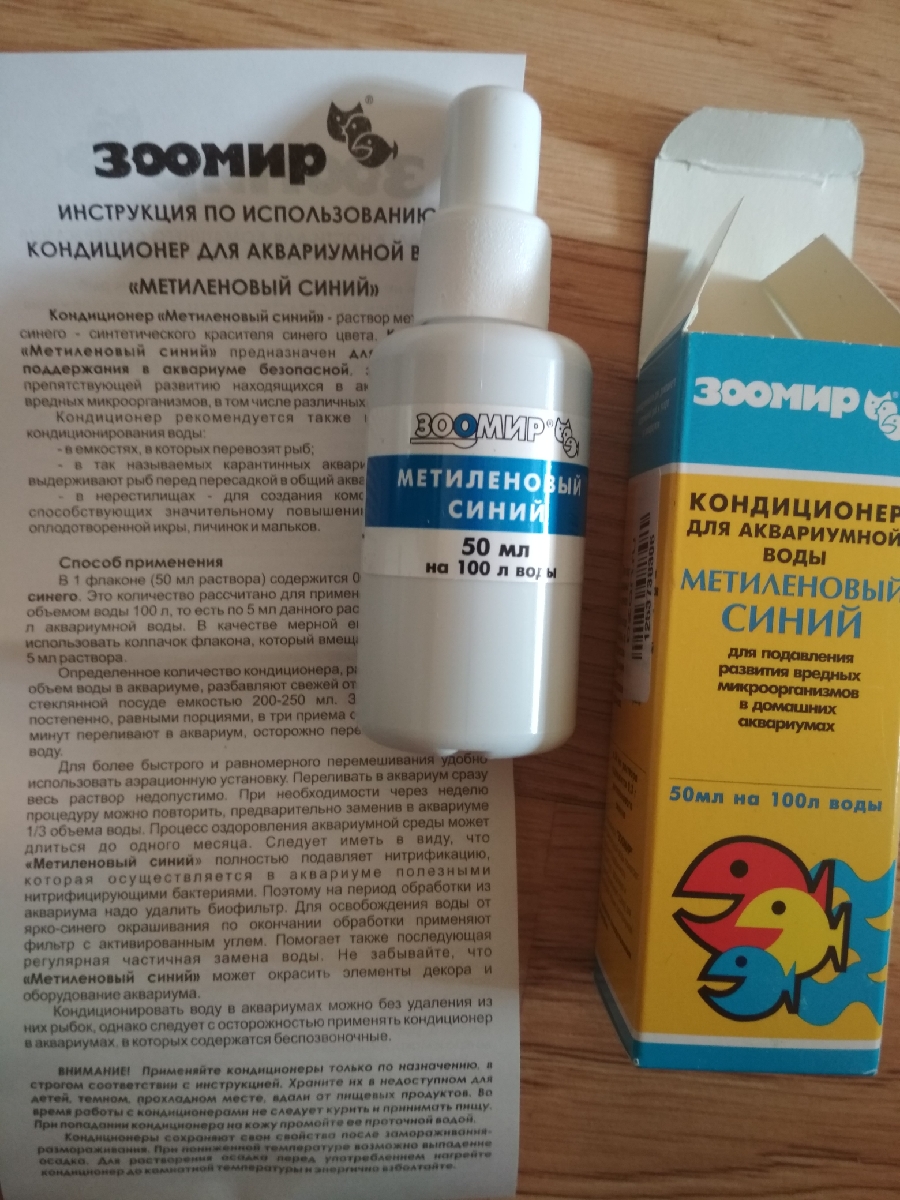 ЗООМИР
ИНСТРУКЦИЯ ПО ИСПОЛЬЗОВАНИЮ
КОНДИЦИОНЕР ДЛЯ АКВАРИУМНОЙ В
«МЕТИЛЕНОВЫЙ СИНИЙ»
Кондиционер «Метиленовый синий» - раствор
синего - синтетического красителя синего цвета.
«Метиленовый синий» предназначен
поддержания в аквариуме безопасной,
препятствующей развитию находящихся в
вредных микроорганизмов, в том числе различных
Кондиционер рекомендуется также
кондиционирования воды:
- в емкостях, в которых перевозят рыб;
- в так называемых карантинных
выдерживают рыб перед пересадкой в общий
- в нерестилищах - для создания
способствующих значительному
оплодотворенной икры, личинок и мальков.
Способ применения
В 1 флаконе (50 мл раствора) содержится
синего. Это количество рассчитано для
объемом воды 100 л, то есть по 5 мл данного
л аквариумной воды. В качестве мерной
использовать колпачок флакона, который
5 мл раствора.
Определенное количество кондиционера,
объем воды в аквариуме, разбавляют свежей
стеклянной посуде емкостью 200-250 мл.
постепенно, равными порциями, в три приема с
минут переливают в аквариум, осторожно
воду.
Для более быстрого и равномерного перемешивания удобно
использовать аэрационную установку. Переливать в аквариум сразу
весь раствор недопустимо. При необходимости через неделю
процедуру можно повторить, предварительно заменив в аквариуме
1/3 объема воды. Процесс оздоровления аквариумной среды может
длиться до одного месяца. Следует иметь в виду, что
«Метиленовый синий» полностью подавляет нитрификацию,
которая осуществляется в аквариуме полезными
нитрифицирующими бактериями. Поэтому на период обработки из
аквариума надо удалить биофильтр. Для освобождения воды от
ярко-синего окрашивания по окончании обработки применяют
фильтр с активированным углем. Помогает также последующая
регулярная частичная замена воды. Не забывайте, что
«Метиленовый синий» может окрасить элементы декора и
оборудование аквариума.
Кондиционировать воду в аквариумах можно без удаления из
них рыбок, однако следует с осторожностью применять кондиционер
в аквариумах, в которых содержатся беспозвоночные.
ВНИМАНИЕ! Применяйте кондиционеры только по назначению, в
строгом соответствии с инструкцией. Храните их в недоступном для
детей, темном, прохладном месте, вдали от пищевых продуктов. Во
время работы с кондиционерами не следует курить и принимать пищу.
При попадании кондиционера на кожу промойте ее проточной водой.
Кондиционеры сохраняют свои свойства после замораживания-
размораживания. При пониженной температуре возможно выпадение
осадка. Для растворения осадка перед употреблением нагрейте
кондиционер до комнатной температуры и энергично взболтайте.
ЗООМИР
МЕТИЛЕНОВЫЙ
СИНИЙ
50 мл
на 100 л воды
ЗООМИР
КОНДИЦИОНЕР
ДЛЯ АКВАРИУМНОЙ
ВОДЫ
МЕТИЛЕНОВЫЙ
СИНИЙ
для подавления
развития вредных
микроорганизмов
в домашних
аквариумах
50мл на 100л воды